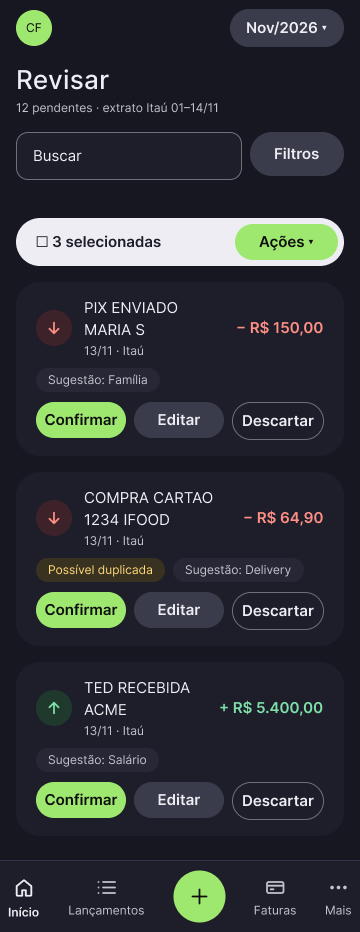 CF
Nov/2026 ▾
Revisar
12 pendentes · extrato Itaú 01–14/11
Buscar
Filtros
☐ 3 selecionadas
Ações ▾
PIX ENVIADO
MARIA S
− R$ 150,00
13/11 · Itaú
Sugestão: Família
Confirmar
Editar
Descartar
COMPRA CARTAO
1234 IFOOD
− R$ 64,90
13/11 · Itaú
Possível duplicada
Sugestão: Delivery
Confirmar
Editar
Descartar
TED RECEBIDA
ACME
+ R$ 5.400,00
13/11 · Itaú
Sugestão: Salário
Confirmar
Editar
Descartar
Início
Lançamentos
Faturas
Mais